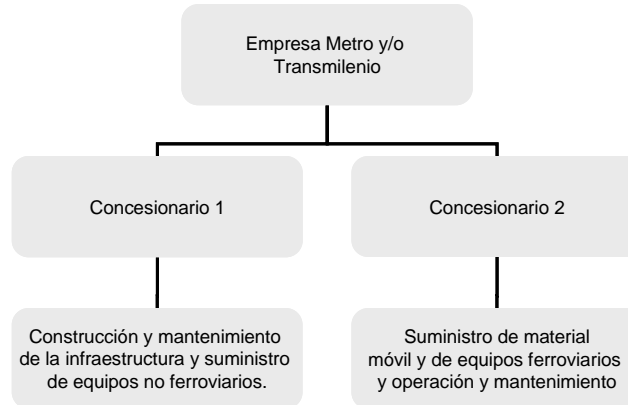 Empresa Metro y/o
Transmilenio
Concesionario 1
Concesionario 2
Construcción y mantenimiento
de la infraestructura y suministro
de equipos no ferroviarios.
Suministro de material
móvil y de equipos ferroviarios
y operación y mantenimiento